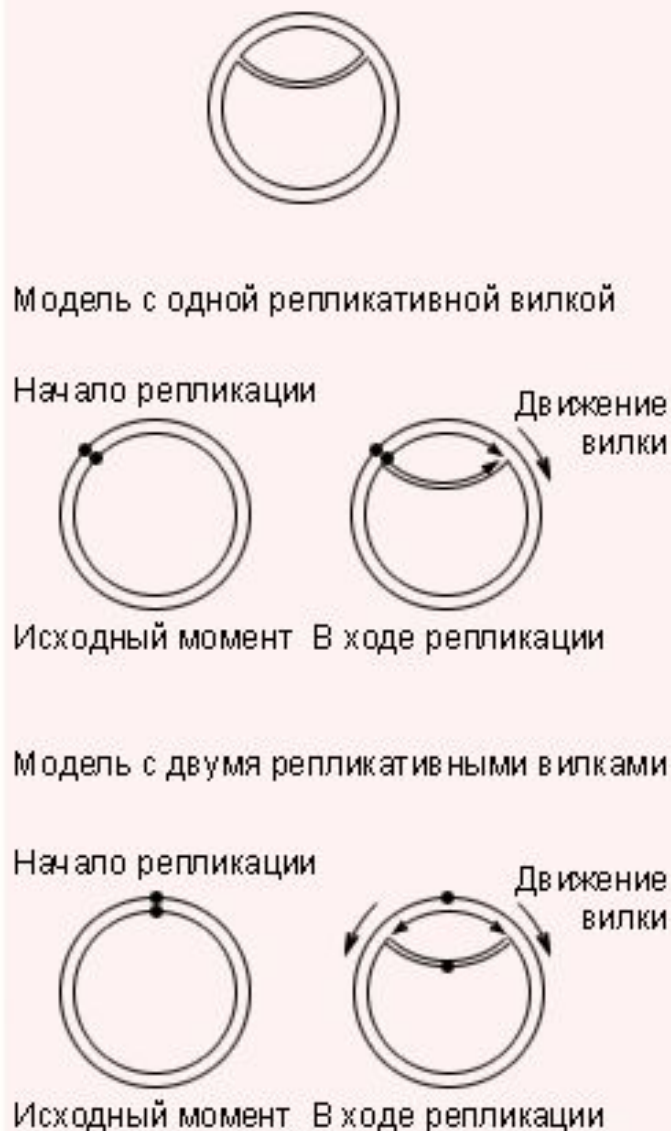 Модель с одной репликативной вилкой
Начало репликации
Движение
вилки
Исходный момент В ходе репликации
Модель с двумя репликативными вилками
Начало репликации
Движение
вилки
Исходный момент В ходе репликации